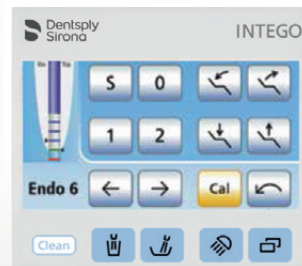 Dentsply
Sirona
INTEGO
S 0
1 2
Endo 6 Cal
Clean